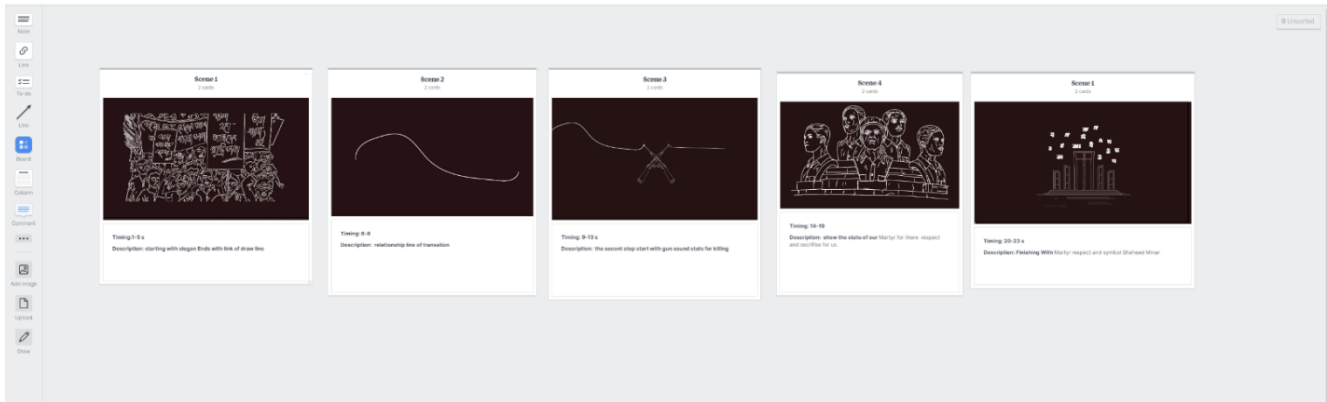 Note
Link
To-do
Line
Board
Column
Comment
Add image
Upload
Draw
0 Unsorted
Scene 1
2 cards
Timing:1-5 s
Description: starting with slogan Ends with link of draw line
Scene 2
2 cards
Timing: 6-8
Description: relationship line of transation
Scene 3
2 cards
Timing: 9-13 s
Description: the second stop start with gun sound stats for killing
Scene 4
2 cards
Timing: 14-19
Description: show the stats of our Martyr for there respect
and sacrifise for us.
Scene 1
2 cards
Timing: 20-23 s
Description: Finishing With Martyr respect and symbol Shaheed Minar